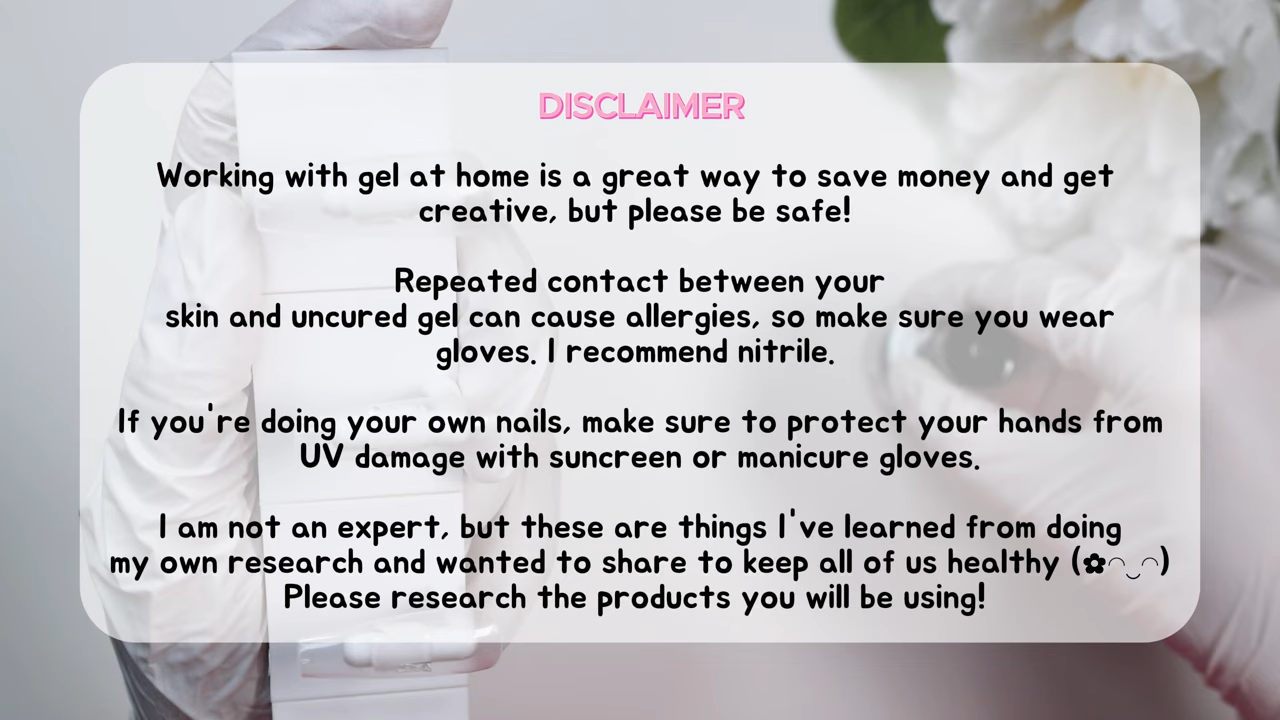 DISCLAIMER
Working with gel at home is a great way to save money and get
creative, but please be safe!
Repeated contact between your
skin and uncured gel can cause allergies, so make sure you wear
gloves. I recommend nitrile.
If you're doing your own nails, make sure to protect your hands from
UV damage with suncreen or manicure gloves.
I am not an expert, but these are things I've learned from doing
my own research and wanted to share to keep all of us healthy (✿◠‿◠)
Please research the products you will be using!